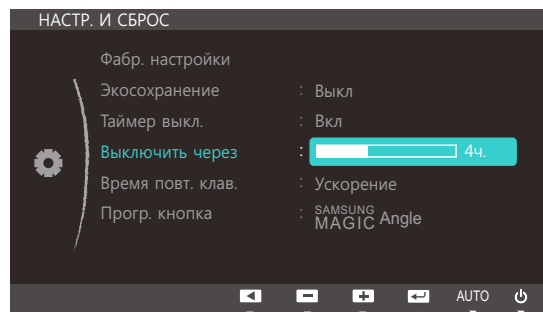 НАСТР. И СБРОС
Фабр. настройки
Экосохранение : Выкл
Таймер выкл. : Вкл
Выключить через : 4ч.
Время повт. клав. : Ускорение
Прогр. кнопка : SAMSUNG MAGIC Angle
AUTO